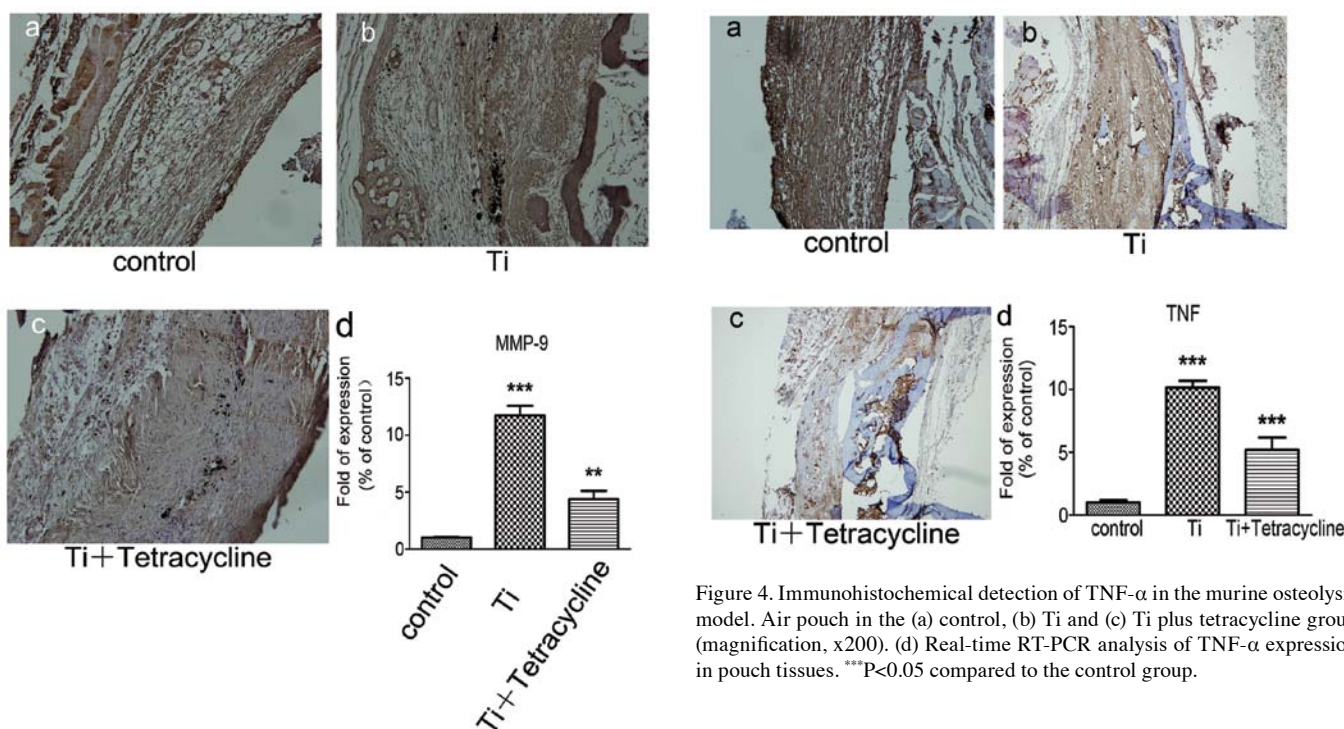 a
b
control
Ti
c
Ti+Tetracycline
d
MMP-9
Fold of expression
(% of control)
15
10
5
0
***
**
control
Ti
Ti+Tetracycline
a
b
control
Ti
c
Ti+Tetracycline
d
TNF
Fold of expression
(% of control)
15
10
5
0
***
***
control
Ti
Ti+Tetracycline
Figure 4. Immunohistochemical detection of TNF-α in the murine osteolys
model. Air pouch in the (a) control, (b) Ti and (c) Ti plus tetracycline grou
(magnification, x200). (d) Real-time RT-PCR analysis of TNF-α expressio
in pouch tissues. ***P<0.05 compared to the control group.